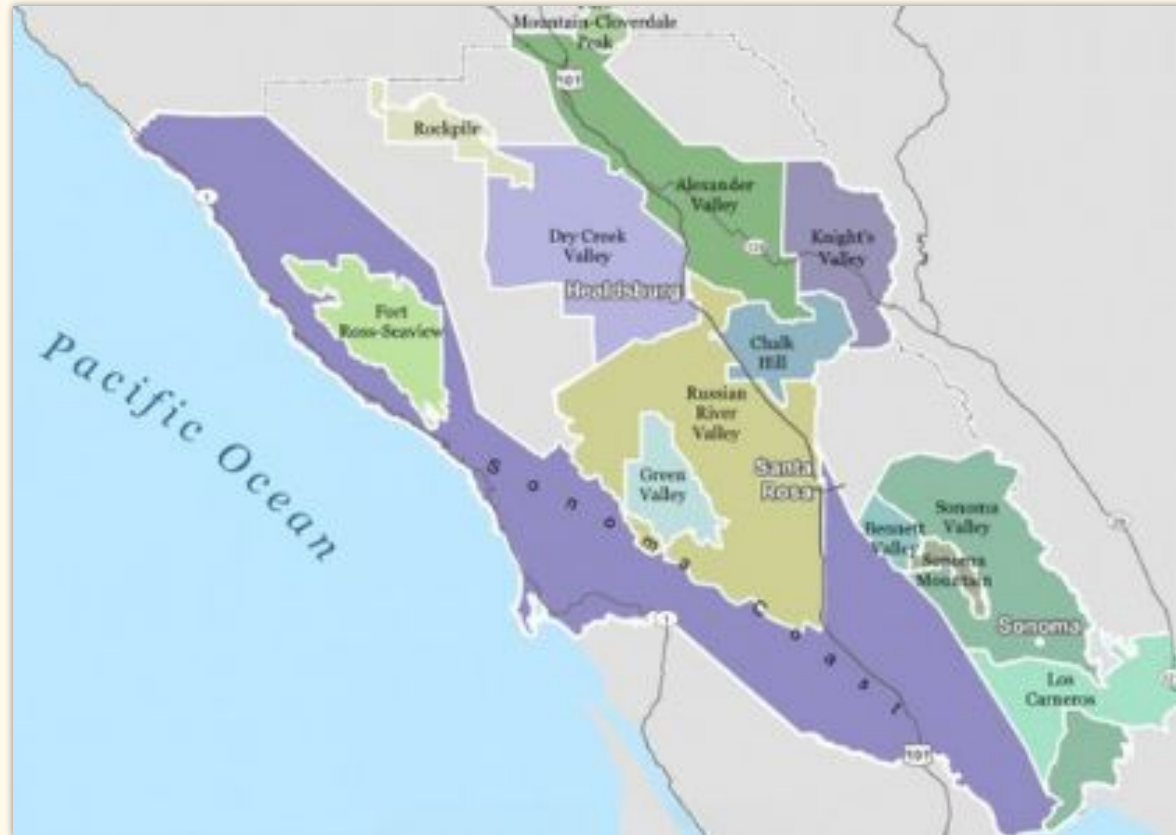 Mountain-Cloverdale
Peak
101
Rockpile
Alexander
Valley
Dry Creek
Valley
Knight's
Valley
1
Healdsburg
Fort
Ross-Seaview
Chalk
Hill
Russian
River
Valley
Pacific Ocean
Green
Valley
Santa
Rosa
Sonoma Coast
Bennett
Valley
Sonoma
Valley
Sonoma
Mountain
Sonoma
Los
Carneros
101